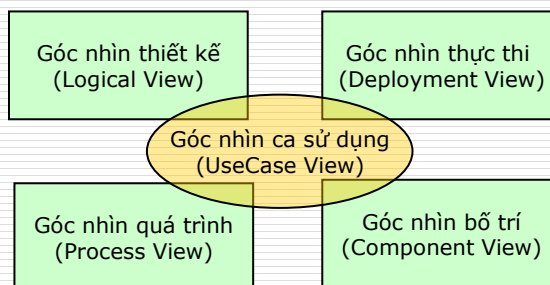 Góc nhìn thiết kế
(Logical View)
Góc nhìn thực thi
(Deployment View)
Góc nhìn ca sử dụng
(UseCase View)
Góc nhìn quá trình
(Process View)
Góc nhìn bố trí
(Component View)